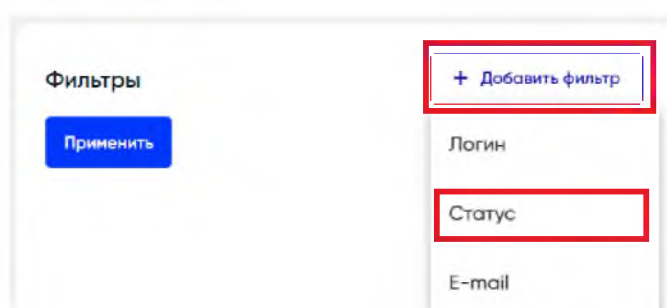 Фильтры
+ Добавить фильтр
Применить
Логин
Статус
E-mail